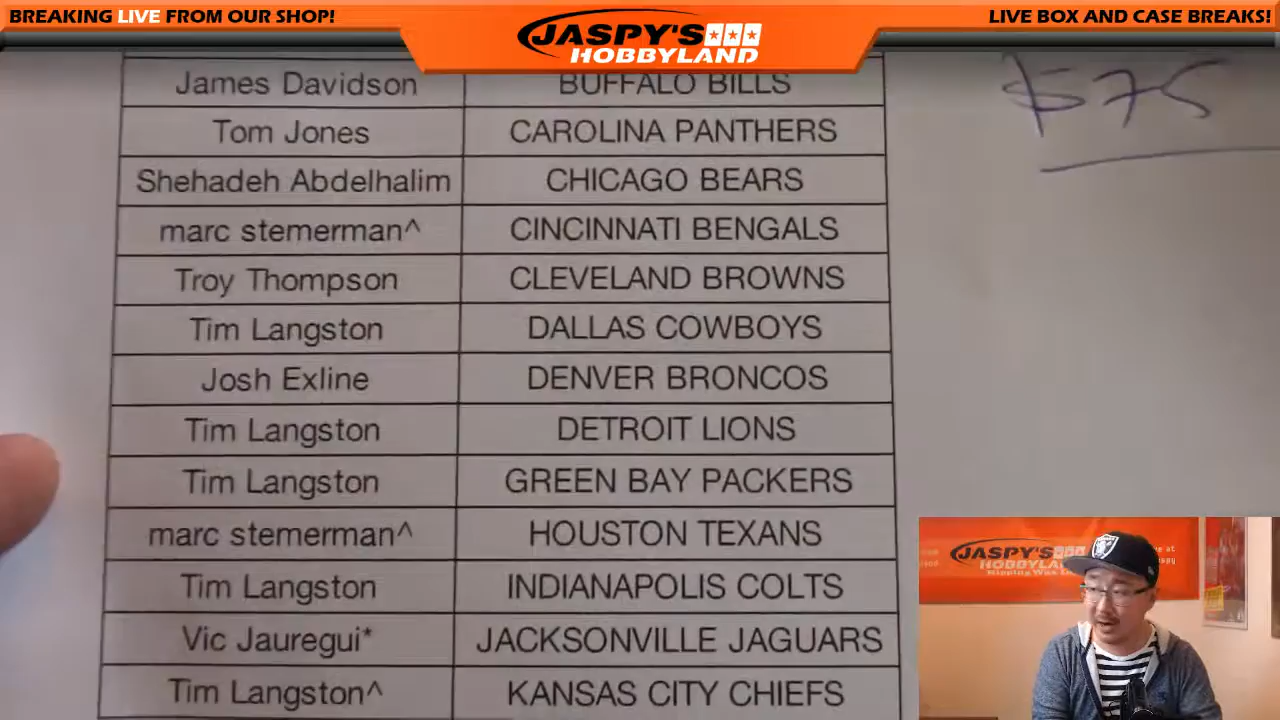 BREAKING LIVE FROM OUR SHOP!
JASPY'S
HOBBYLAND
LIVE BOX AND CASE BREAKS!
James Davidson BUFFALO BILLS
$75
Tom Jones CAROLINA PANTHERS
Shehadeh Abdelhalim CHICAGO BEARS
marc stemerman^ CINCINNATI BENGALS
Troy Thompson CLEVELAND BROWNS
Tim Langston DALLAS COWBOYS
Josh Exline DENVER BRONCOS
Tim Langston DETROIT LIONS
Tim Langston GREEN BAY PACKERS
marc stemerman^ HOUSTON TEXANS
Tim Langston INDIANAPOLIS COLTS
Vic Jauregui* JACKSONVILLE JAGUARS
Tim Langston^ KANSAS CITY CHIEFS
JASPY'S
HOBBYLAND